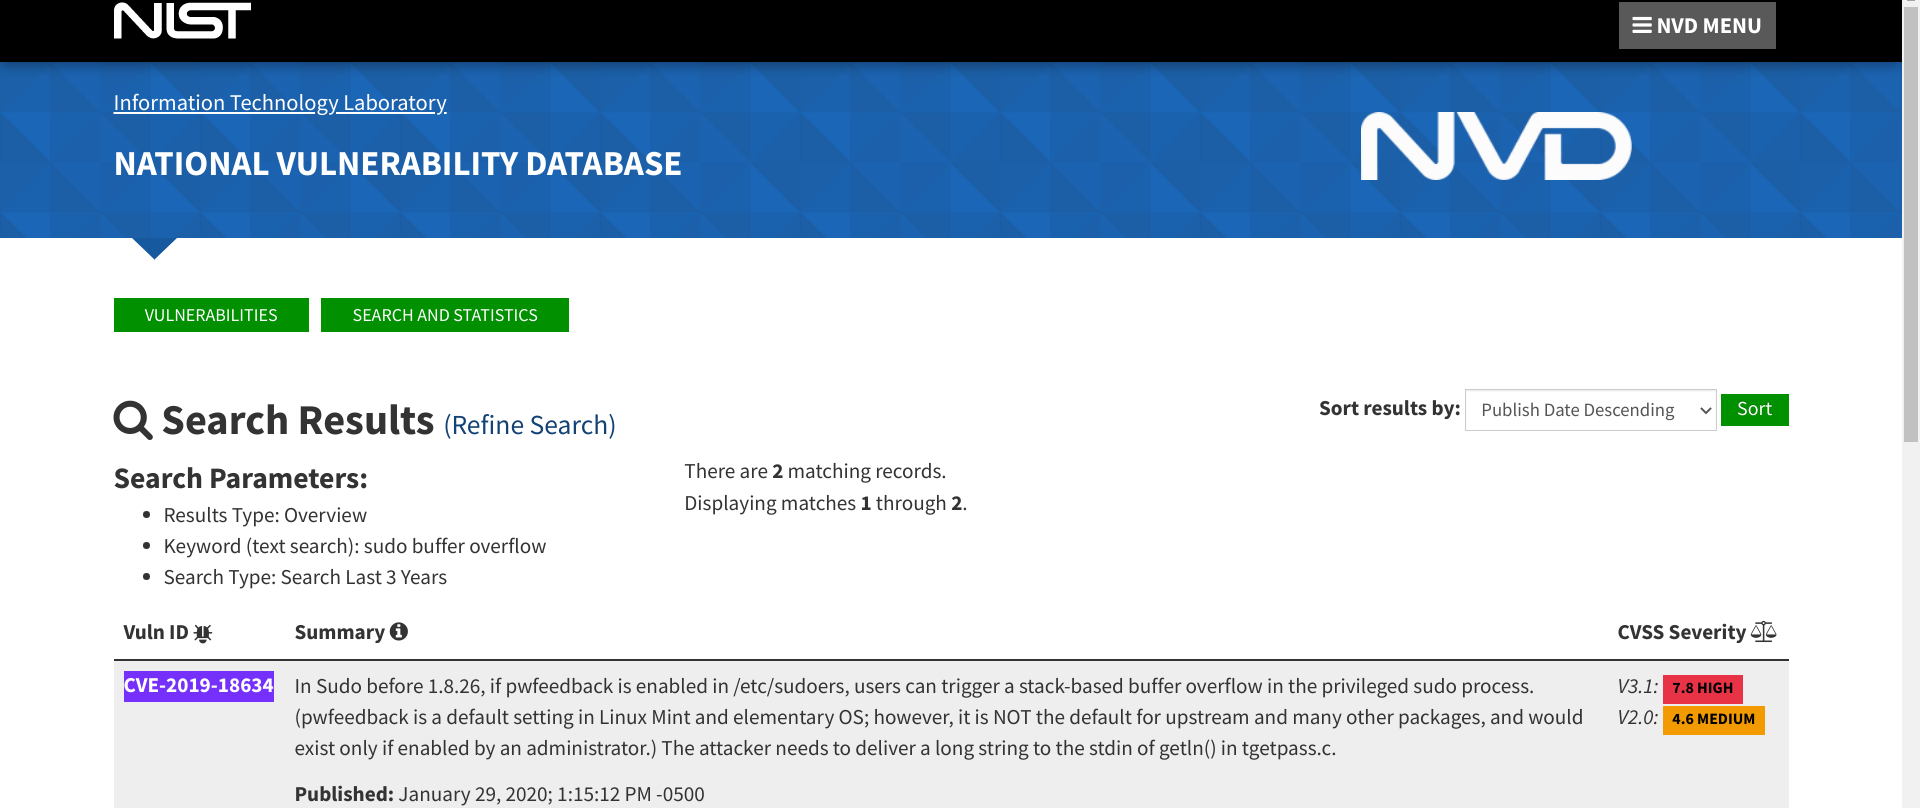 NIST
NVD MENU
Information Technology Laboratory
NATIONAL VULNERABILITY DATABASE
NVD
VULNERABILITIES
SEARCH AND STATISTICS
Search Results (Refine Search)
Sort results by: Publish Date Descending Sort
Search Parameters:
• Results Type: Overview
• Keyword (text search): sudo buffer overflow
• Search Type: Search Last 3 Years
There are 2 matching records.
Displaying matches 1 through 2.
Vuln ID Summary CVSS Severity
CVE-2019-18634
In Sudo before 1.8.26, if pwfeedback is enabled in /etc/sudoers, users can trigger a stack-based buffer overflow in the privileged sudo process.
(pwfeedback is a default setting in Linux Mint and elementary OS; however, it is NOT the default for upstream and many other packages, and would
exist only if enabled by an administrator.) The attacker needs to deliver a long string to the stdin of getln() in tgetpass.c.
Published: January 29, 2020; 1:15:12 PM -0500
V3.1: 7.8 HIGH
V2.0: 4.6 MEDIUM